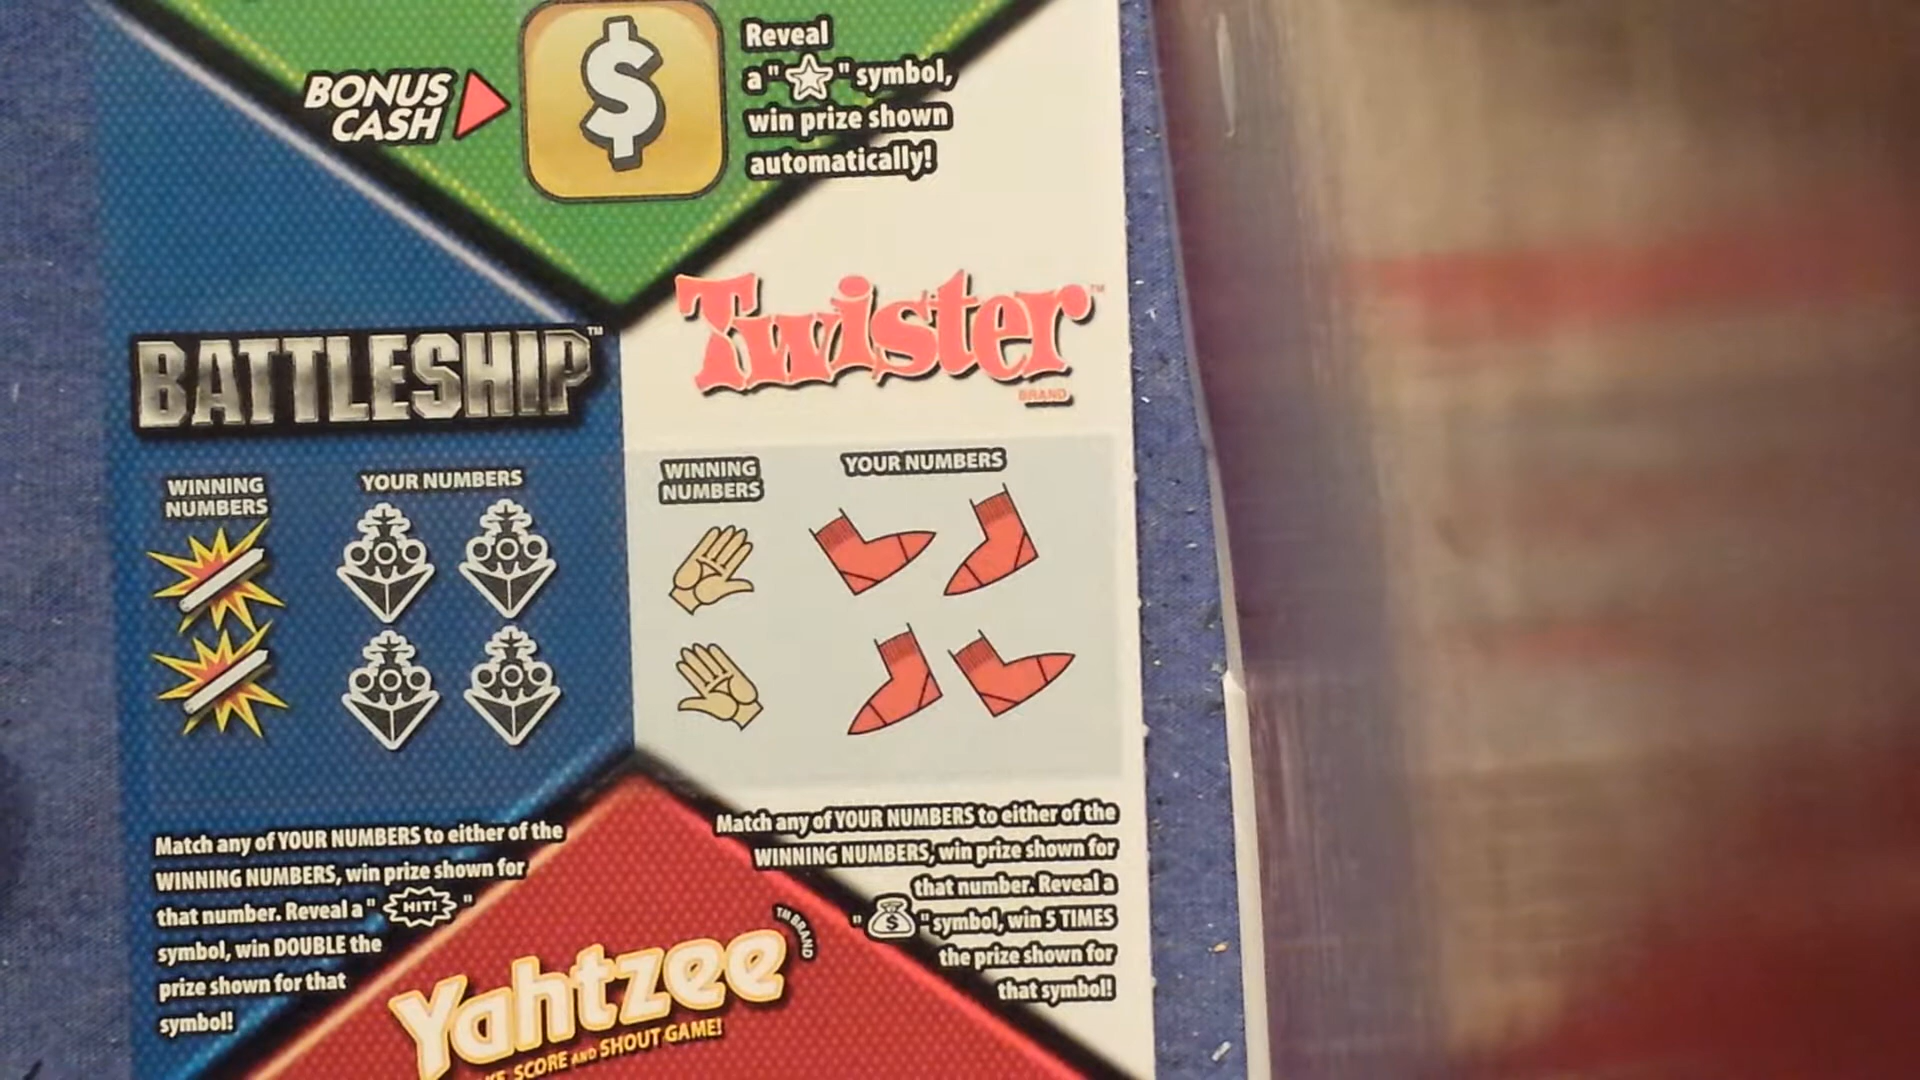 BONUS
CASH
$
Reveal
a "☆" symbol,
win prize shown
automatically!
BATTLESHIP™
WINNING
NUMBERS
YOUR NUMBERS
Match any of YOUR NUMBERS to either of the
WINNING NUMBERS, win prize shown for
that number. Reveal a " HIT! "
symbol, win DOUBLE the
prize shown for that
symbol!
Twister™
BRAND
WINNING
NUMBERS
YOUR NUMBERS
Match any of YOUR NUMBERS to either of the
WINNING NUMBERS, win prize shown for
that number. Reveal a
" $ " symbol, win 5 TIMES
the prize shown for
that symbol!
Yahtzee ™ BRAND
SCORE AND SHOUT GAME!